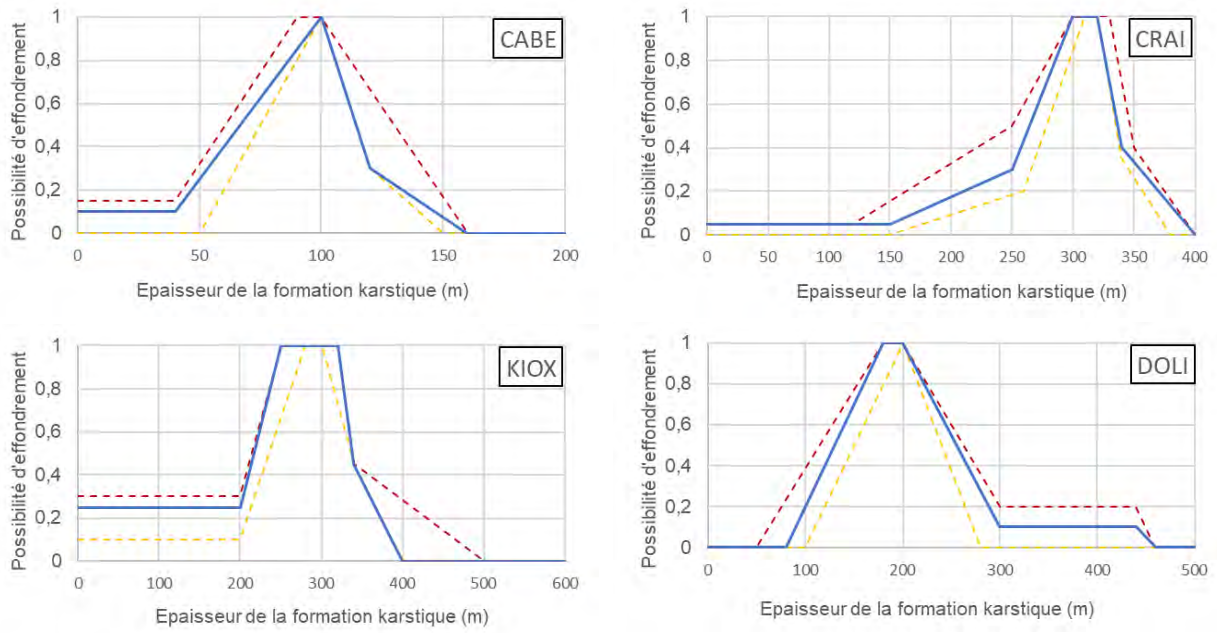 CABE
Possibilité d'effondrement
1
0,8
0,6
0,4
0,2
0
0 50 100 150 200
Epaisseur de la formation karstique (m)
CRAI
Possibilité d'effondrement
1
0,8
0,6
0,4
0,2
0
0 50 100 150 200 250 300 350 400
Epaisseur de la formation karstique (m)
KIOX
Possibilité d'effondrement
1
0,8
0,6
0,4
0,2
0
0 100 200 300 400 500 600
Epaisseur de la formation karstique (m)
DOLI
Possibilité d'effondrement
1
0,8
0,6
0,4
0,2
0
0 100 200 300 400 500
Epaisseur de la formation karstique (m)